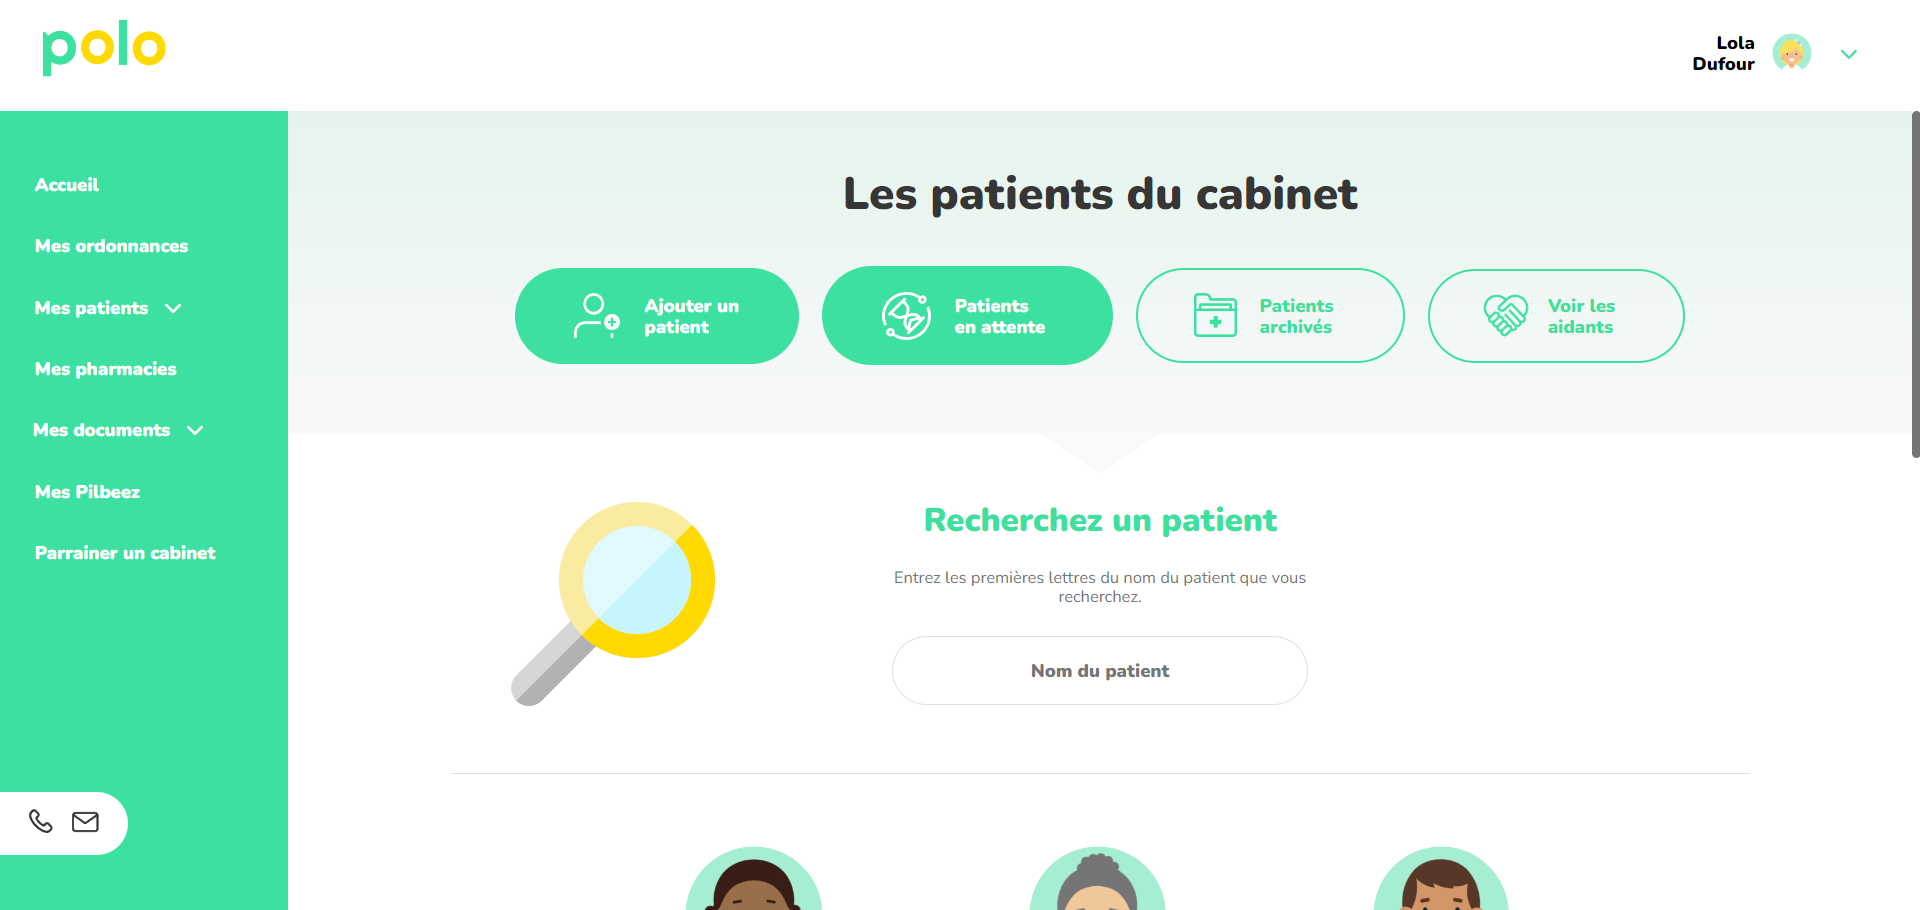 polo
Lola
Dufour
Accueil
Mes ordonnances
Mes patients
Mes pharmacies
Mes documents
Mes Pilbeez
Parrainer un cabinet
Les patients du cabinet
Ajouter un
patient
Patients
en attente
Patients
archivés
Voir les
aidants
Recherchez un patient
Entrez les premières lettres du nom du patient que vous
recherchez.
Nom du patient